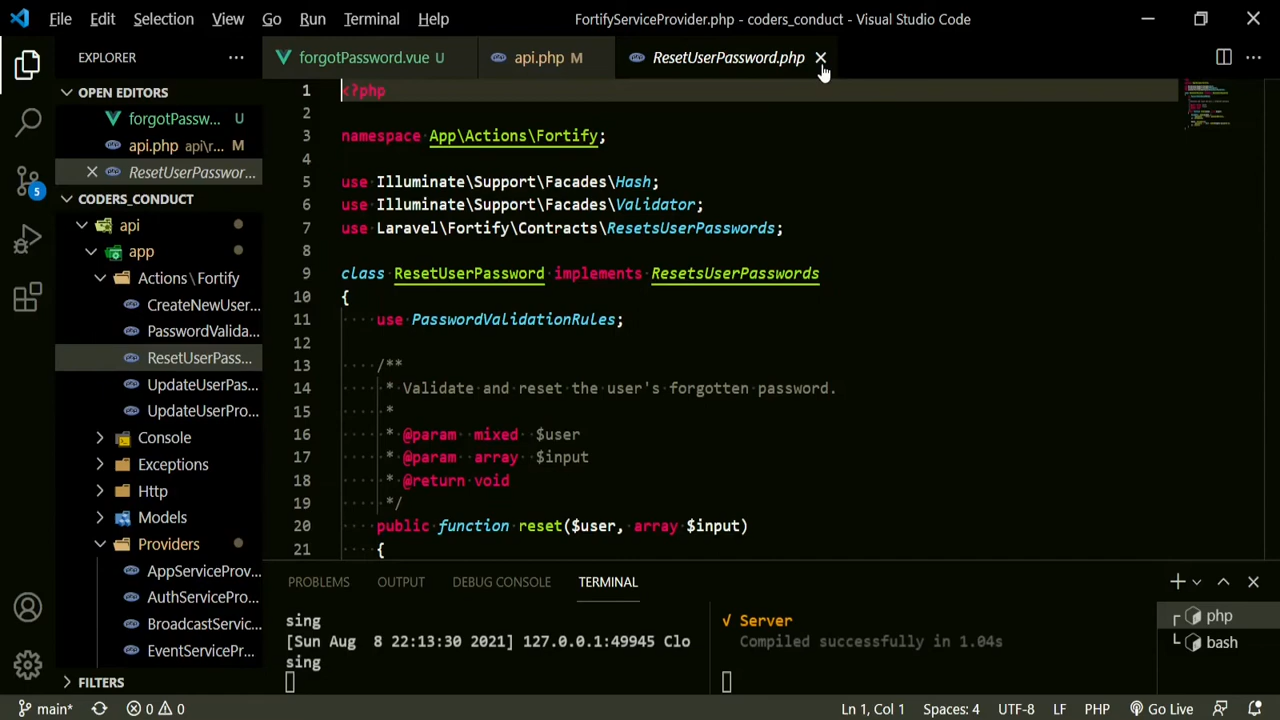 File Edit Selection View Go Run Terminal Help FortifyServiceProvider.php - coders_conduct - Visual Studio Code
EXPLORER
forgotPassword.vue U
api.php M
ResetUserPassword.php
OPEN EDITORS
forgotPassw... U
api.php api\r... M
ResetUserPasswor...
CODERS_CONDUCT
api
app
Actions\Fortify
CreateNewUser...
PasswordValida...
ResetUserPass...
UpdateUserPas...
UpdateUserPro...
Console
Exceptions
Http
Models
Providers
AppServiceProv...
AuthServicePro...
BroadcastServic...
EventServicePr...
FILTERS
5
1 <?php
2
3 namespace App\Actions\Fortify;
4
5 use Illuminate\Support\Facades\Hash;
6 use Illuminate\Support\Facades\Validator;
7 use Laravel\Fortify\Contracts\ResetsUserPasswords;
8
9 class ResetUserPassword implements ResetsUserPasswords
10 {
11 use PasswordValidationRules;
12
13 /**
14 * Validate and reset the user's forgotten password.
15 *
16 * @param mixed $user
17 * @param array $input
18 * @return void
19 */
20 public function reset($user, array $input)
21 {
PROBLEMS OUTPUT DEBUG CONSOLE TERMINAL
sing
[Sun Aug 8 22:13:30 2021] 127.0.0.1:49945 Clo
sing
√ Server
Compiled successfully in 1.04s
php
bash
main* 0 0 Ln 1, Col 1 Spaces: 4 UTF-8 LF PHP Go Live